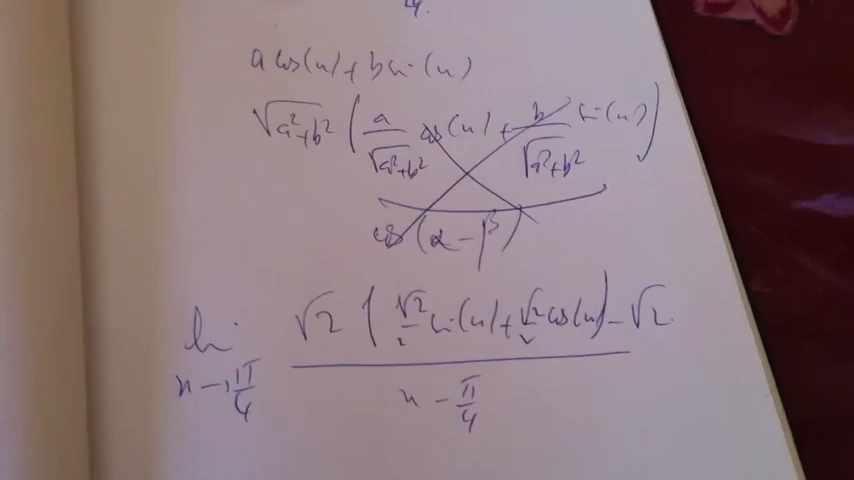 a cos(x) + b sin(x)
√a²+b² ( a/√a²+b² cos(x) + b/√a²+b² sin(x) )
cos(α - β)
lim x→π/4 √2 ( √2/2 sin(x) + √2/2 cos(x) ) - √2 / x - π/4